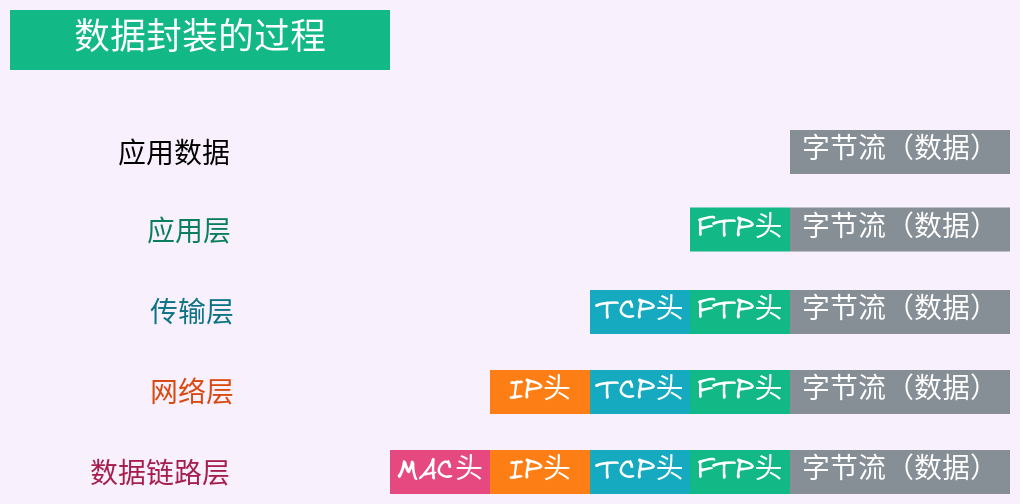 数据封装的过程
应用数据 字节流（数据）
应用层 FTP头 字节流（数据）
传输层 TCP头 FTP头 字节流（数据）
网络层 IP头 TCP头 FTP头 字节流（数据）
数据链路层 MAC头 IP头 TCP头 FTP头 字节流（数据）